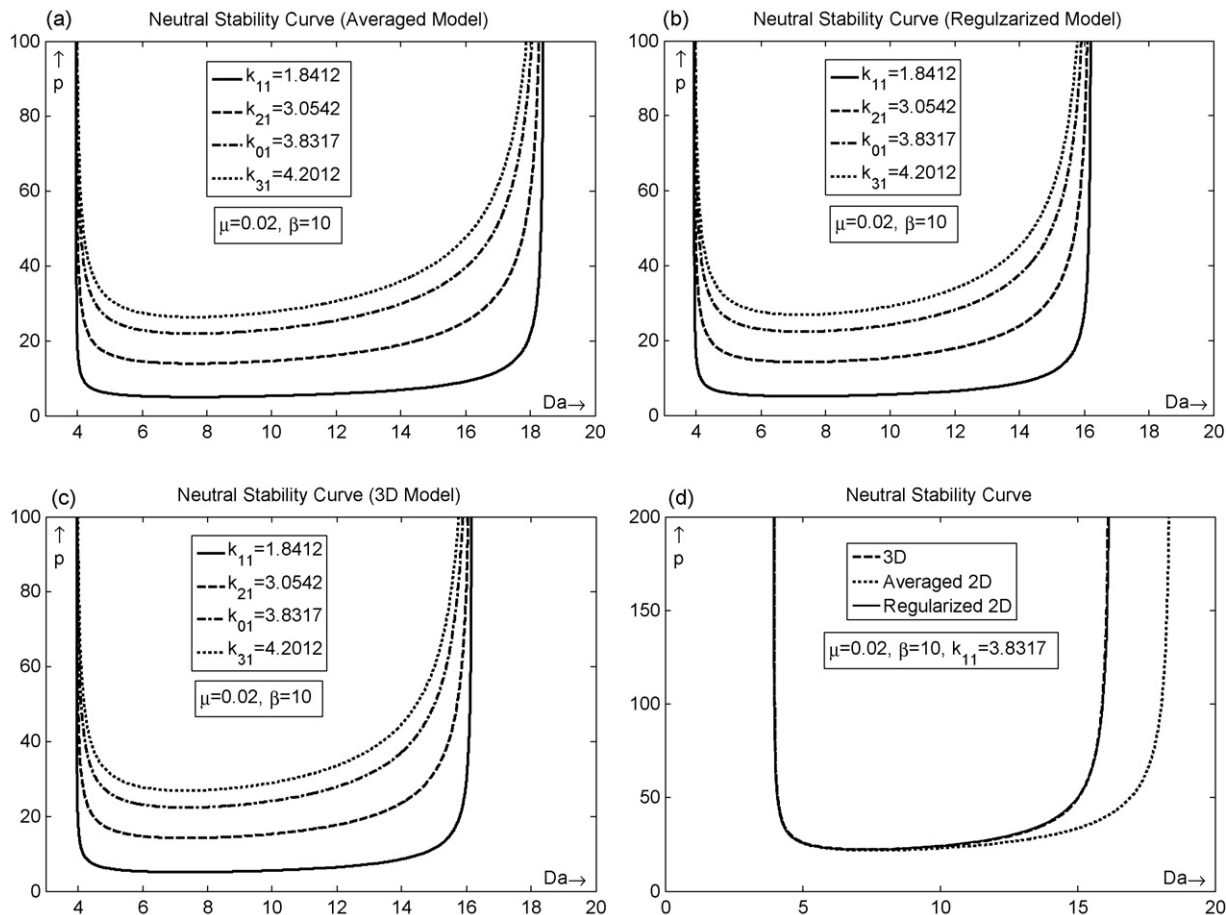 (a) Neutral Stability Curve (Averaged Model)
100
80
60
40
20
0
↑
p
k11=1.8412
k21=3.0542
k01=3.8317
k31=4.2012
μ=0.02, β=10
Da→
4 6 8 10 12 14 16 18 20
(b) Neutral Stability Curve (Regulzarized Model)
100
80
60
40
20
0
↑
p
k11=1.8412
k21=3.0542
k01=3.8317
k31=4.2012
μ=0.02, β=10
Da→
4 6 8 10 12 14 16 18 20
(c) Neutral Stability Curve (3D Model)
100
80
60
40
20
0
↑
p
k11=1.8412
k21=3.0542
k01=3.8317
k31=4.2012
μ=0.02, β=10
Da→
4 6 8 10 12 14 16 18 20
(d) Neutral Stability Curve
200
150
100
50
0
↑
p
3D
Averaged 2D
Regularized 2D
μ=0.02, β=10, k11=3.8317
Da→
0 5 10 15 20